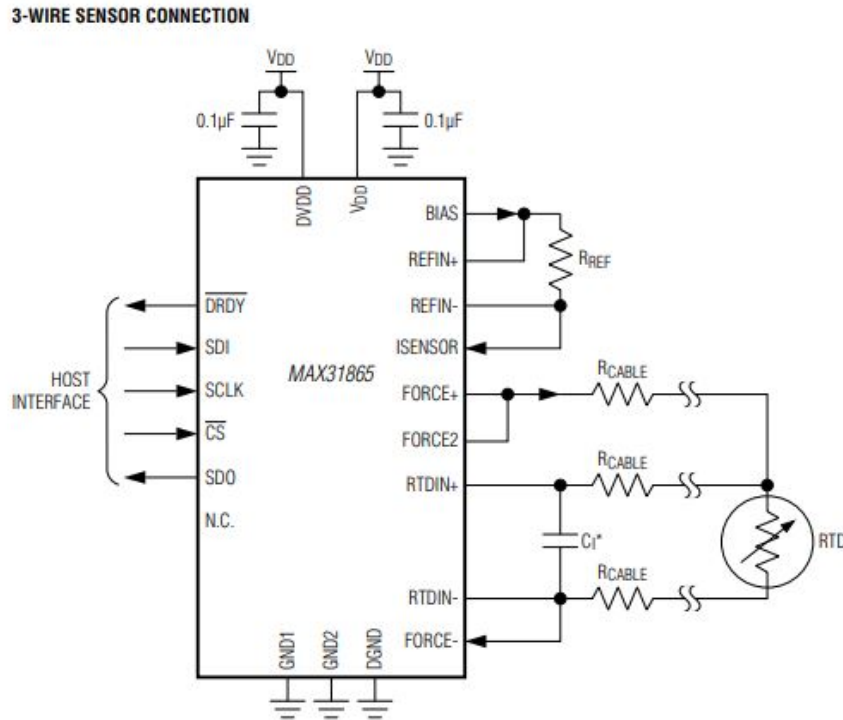 3-WIRE SENSOR CONNECTION
VDD
VDD
0.1µF
0.1µF
DVDD
VDD
BIAS
REFIN+
RREF
REFIN-
ISENSOR
DRDY
SDI
SCLK
CS
SDO
N.C.
HOST
INTERFACE
MAX31865
FORCE+
RCABLE
FORCE2
RTDIN+
RCABLE
CI*
RTD
RTDIN-
RCABLE
FORCE-
GND1
GND2
DGND